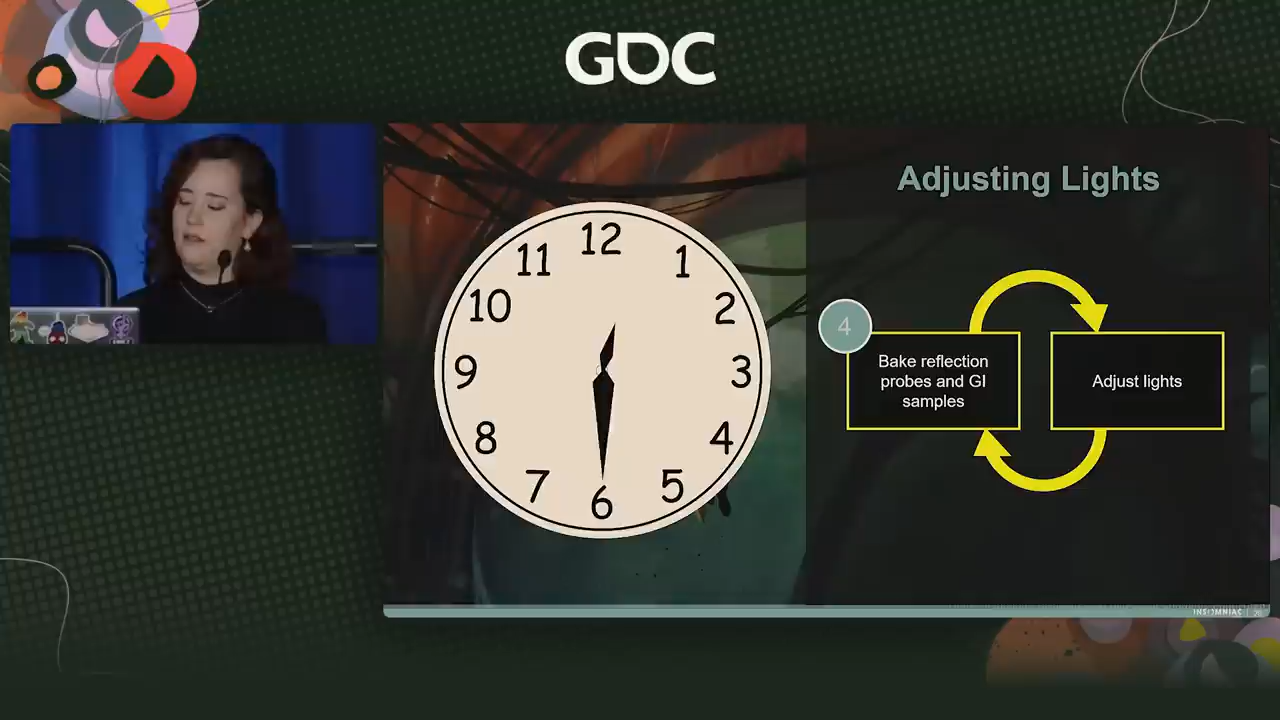 GDC
Adjusting Lights
12
11
1
10
2
9
3
8
4
7
5
6
4
Bake reflection
probes and GI
samples
Adjust lights
INSOMNIAC